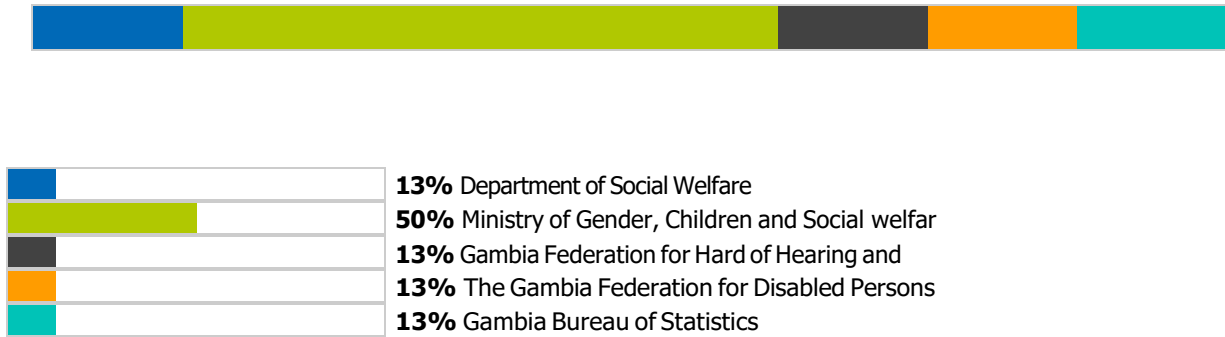 13% Department of Social Welfare
50% Ministry of Gender, Children and Social welfar
13% Gambia Federation for Hard of Hearing and
13% The Gambia Federation for Disabled Persons
13% Gambia Bureau of Statistics